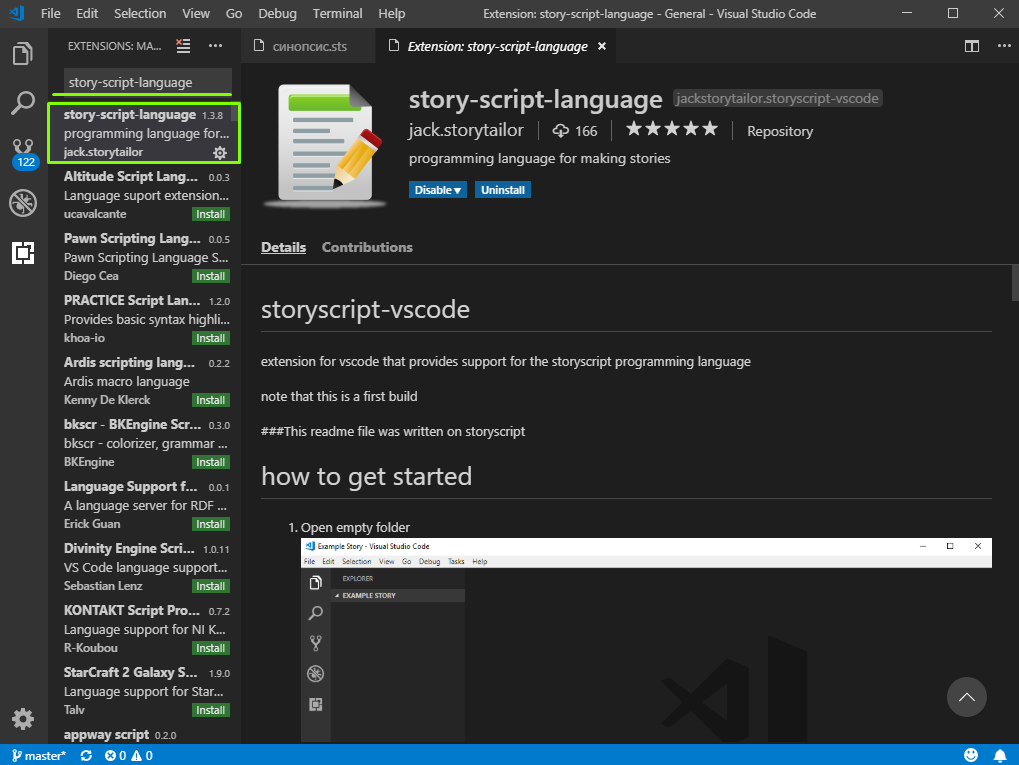 File Edit Selection View Go Debug Terminal Help Extension: story-script-language - General - Visual Studio Code
EXTENSIONS: MA...
синопсис.sts
Extension: story-script-language
story-script-language
story-script-language 1.3.8
programming language for...
jack.storytailor
Altitude Script Lang... 0.0.3
Language suport extension...
ucavalcante Install
Pawn Scripting Lang... 0.0.5
Pawn Scripting Language S...
Diego Cea Install
PRACTICE Script Lan... 1.2.0
Provides basic syntax highli...
khoa-io Install
Ardis scripting lang... 0.2.2
Ardis macro language
Kenny De Klerck Install
bkscr - BKEngine Scr... 0.3.0
bkscr - colorizer, grammar ...
BKEngine Install
Language Support f... 0.0.1
A language server for RDF ...
Erick Guan Install
Divinity Engine Scri... 1.0.11
VS Code language support...
Sebastian Lenz Install
KONTAKT Script Pro... 0.7.2
Language support for NI K...
R-Koubou Install
StarCraft 2 Galaxy S... 1.9.0
Language support for Star...
Talv Install
appway script 0.2.0
122
story-script-language jackstorytailor.storyscript-vscode
jack.storytailor 166 Repository
programming language for making stories
Disable Uninstall
Details Contributions
storyscript-vscode
extension for vscode that provides support for the storyscript programming language
note that this is a first build
###This readme file was written on storyscript
how to get started
1. Open empty folder
Example Story - Visual Studio Code
File Edit Selection View Go Debug Tasks Help
EXPLORER
EXAMPLE STORY
master* 0 0